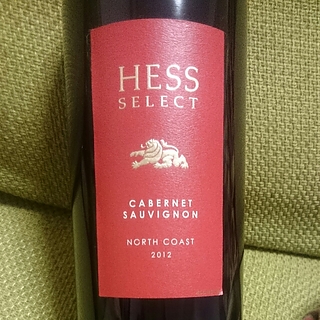 HESS
SELECT
CABERNET
SAUVIGNON
NORTH COAST
2012